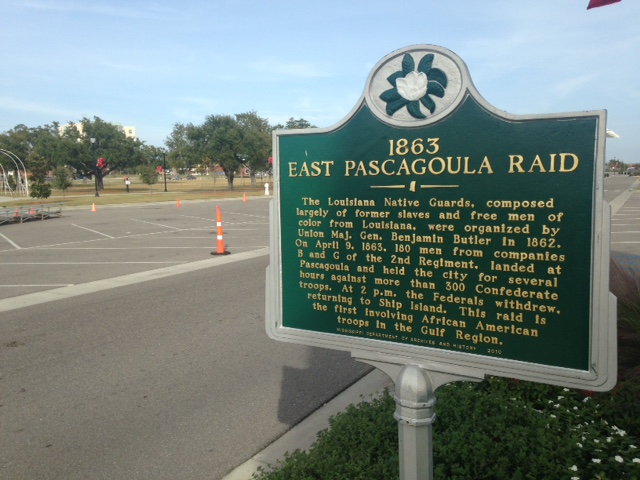 1863
EAST PASCAGOULA RAID
The Louisiana Native Guards, composed
largely of former slaves and free men of
color from Louisiana, were organized by
Union Maj. Gen. Benjamin Butler in 1862.
On April 9, 1863, 180 men from companies
B and G of the 2nd Regiment, landed at
Pascagoula and held the city for several
hours against more than 300 Confederate
troops. At 2 p.m. the Federals withdrew,
returning to Ship Island. This raid is
the first involving African American
troops in the Gulf Region.
MISSISSIPPI DEPARTMENT OF ARCHIVES AND HISTORY 2010